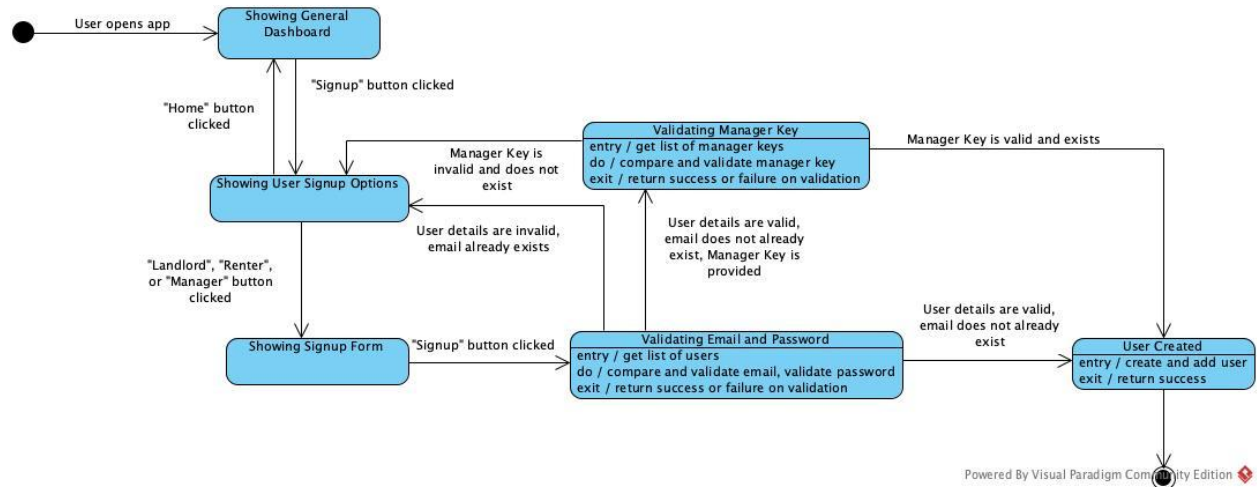 User opens app
Showing General
Dashboard
"Signup" button clicked
"Home" button
clicked
Validating Manager Key
entry / get list of manager keys
do / compare and validate manager key
exit / return success or failure on validation
Manager Key is valid and exists
Manager Key is
invalid and does not
exist
Showing User Signup Options
User details are invalid,
email already exists
User details are valid,
email does not already
exist, Manager Key is
provided
"Landlord", "Renter",
or "Manager" button
clicked
User details are valid,
email does not already
exist
Showing Signup Form
"Signup" button clicked
Validating Email and Password
entry / get list of users
do / compare and validate email, validate password
exit / return success or failure on validation
User Created
entry / create and add user
exit / return success
Powered By Visual Paradigm Community Edition